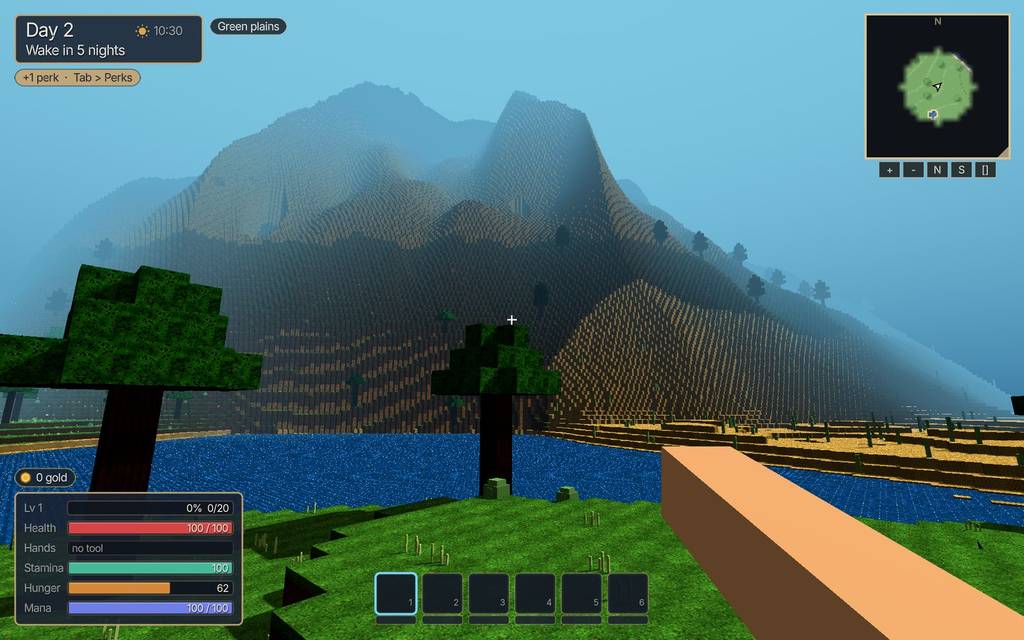 Day 2
10:30
Wake in 5 nights
Green plains
+1 perk · Tab > Perks
N
+ - N S []
0 gold
Lv 1 0% 0/20
Health 100 / 100
Hands no tool
Stamina 100
Hunger 62
Mana 100 / 100
1 2 3 4 5 6